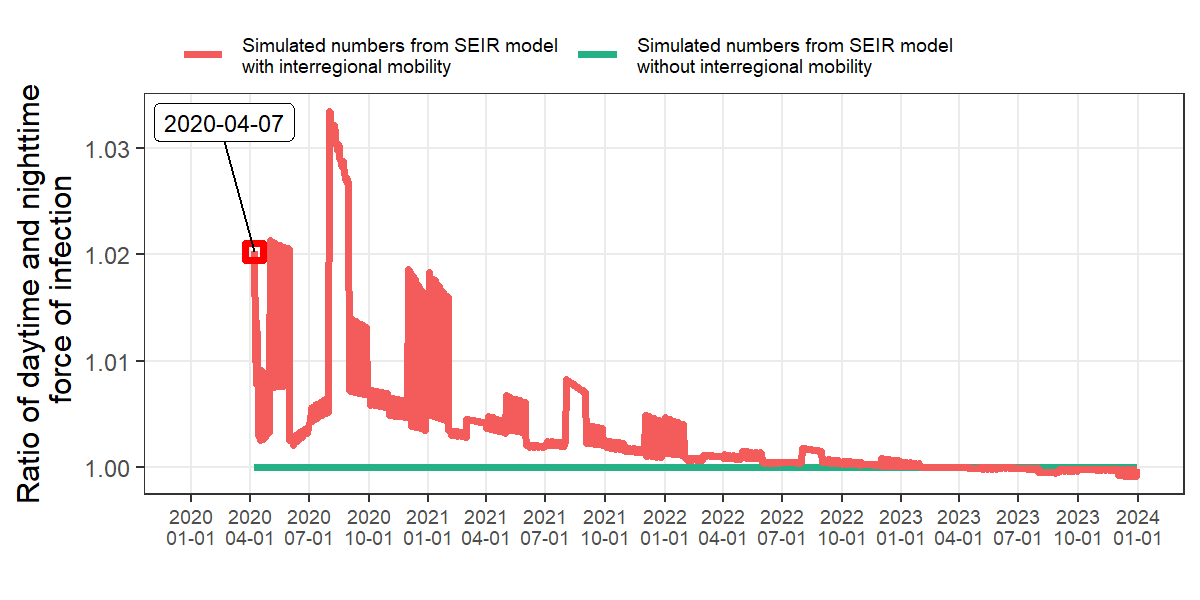 Simulated numbers from SEIR model
with interregional mobility
Simulated numbers from SEIR model
without interregional mobility
Ratio of daytime and nighttime
force of infection
2020-04-07
1.03
1.02
1.01
1.00
2020 2020 2020 2020 2021 2021 2021 2021 2022 2022 2022 2022 2023 2023 2023 2023 2024
01-01 04-01 07-01 10-01 01-01 04-01 07-01 10-01 01-01 04-01 07-01 10-01 01-01 04-01 07-01 10-01 01-01